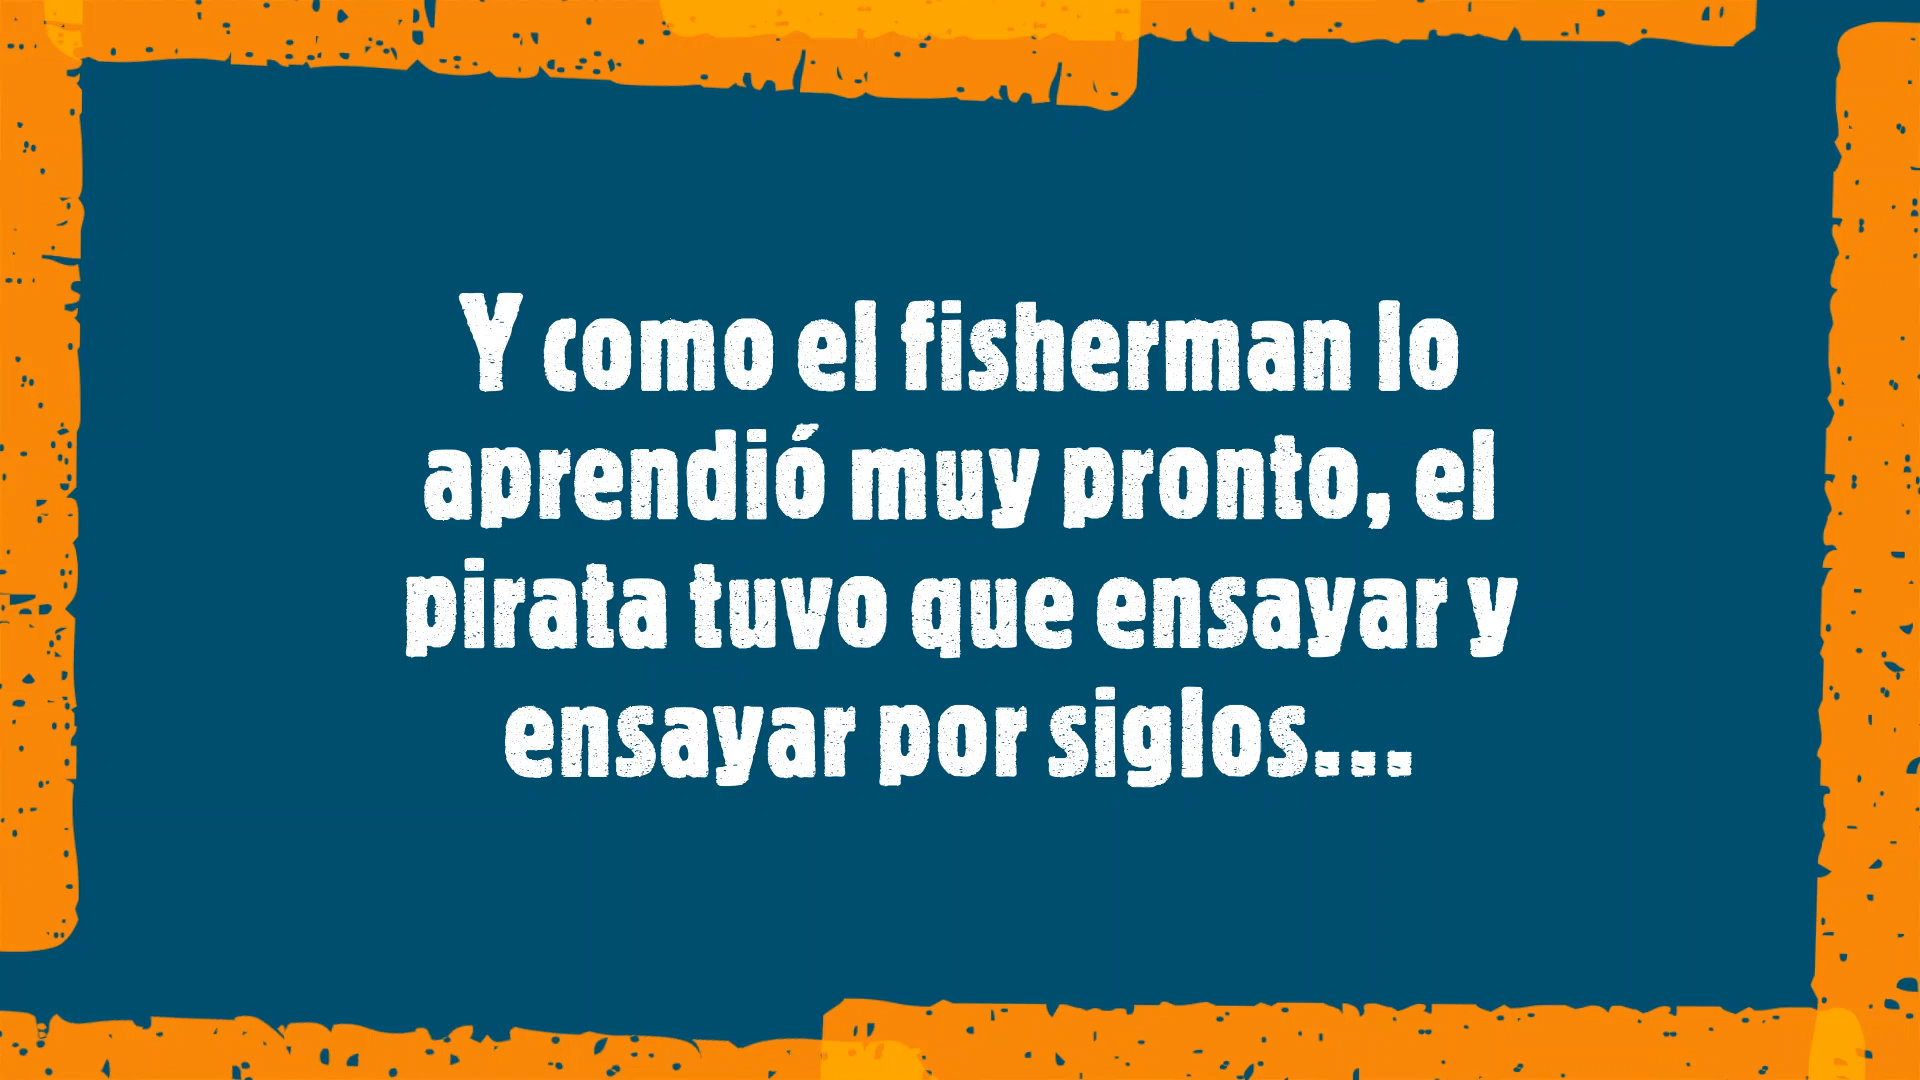 Y como el fisherman lo
aprendió muy pronto, el
pirata tuvo que ensayar y
ensayar por siglos...